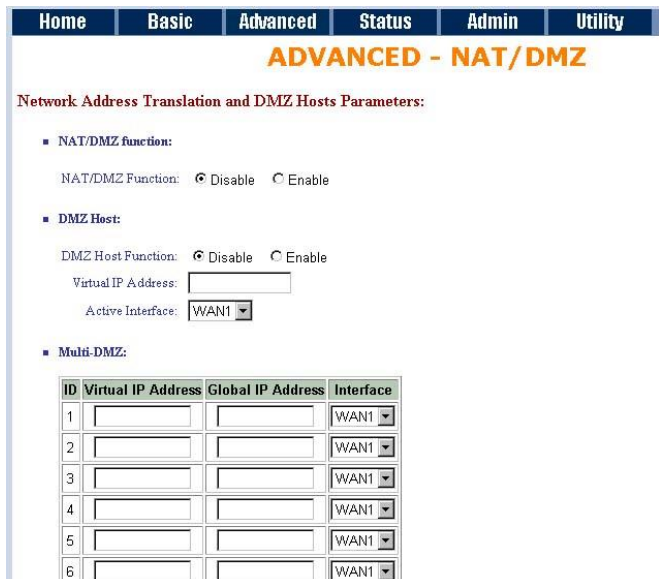 Home Basic Advanced Status Admin Utility
ADVANCED - NAT/DMZ
Network Address Translation and DMZ Hosts Parameters:
NAT/DMZ function:
NAT/DMZ Function: Disable Enable
DMZ Host:
DMZ Host Function: Disable Enable
Virtual IP Address:
Active Interface: WAN1
Multi-DMZ:
ID Virtual IP Address Global IP Address Interface
1 WAN1
2 WAN1
3 WAN1
4 WAN1
5 WAN1
6 WAN1